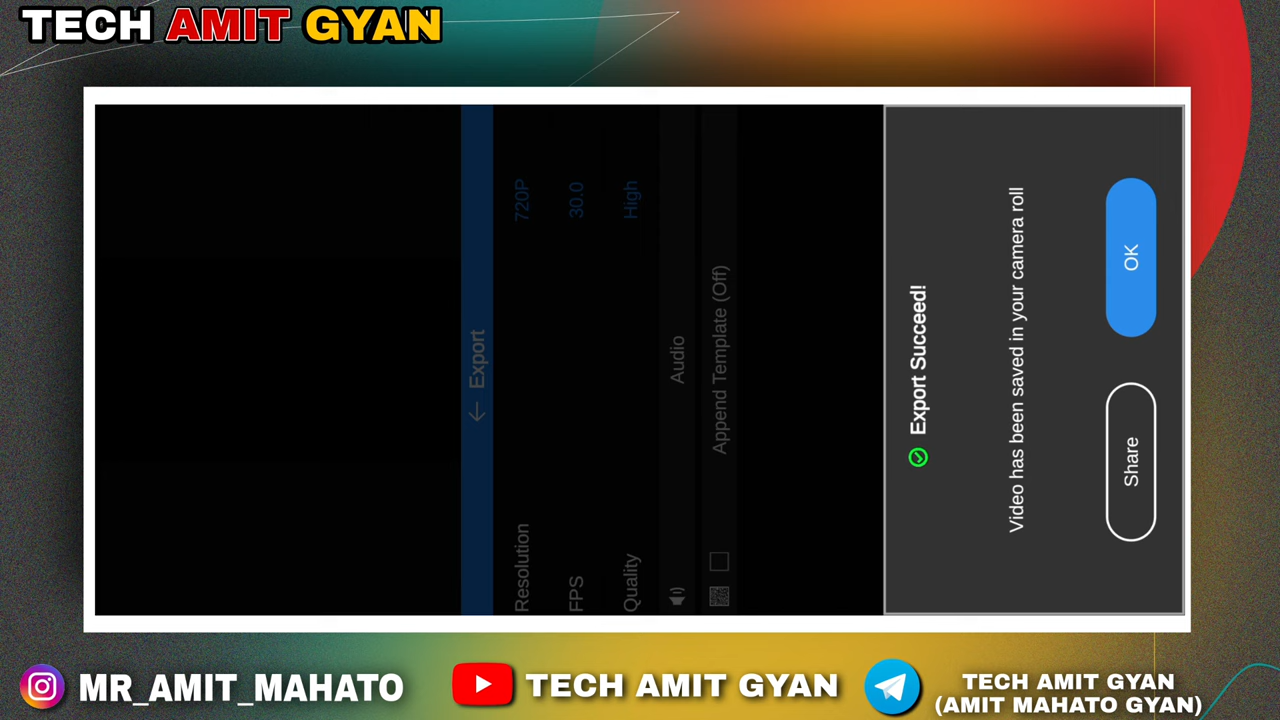 TECH AMIT GYAN
← Export
Resolution 720P
FPS 30.0
Quality High
Audio
Append Template (Off)
Export Succeed!
Video has been saved in your camera roll
Share OK
MR_AMIT_MAHATO
TECH AMIT GYAN
TECH AMIT GYAN
(AMIT MAHATO GYAN)